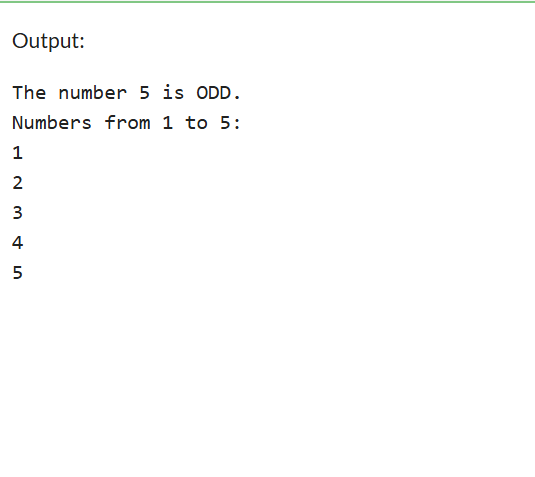 Output:
The number 5 is ODD.
Numbers from 1 to 5:
1
2
3
4
5